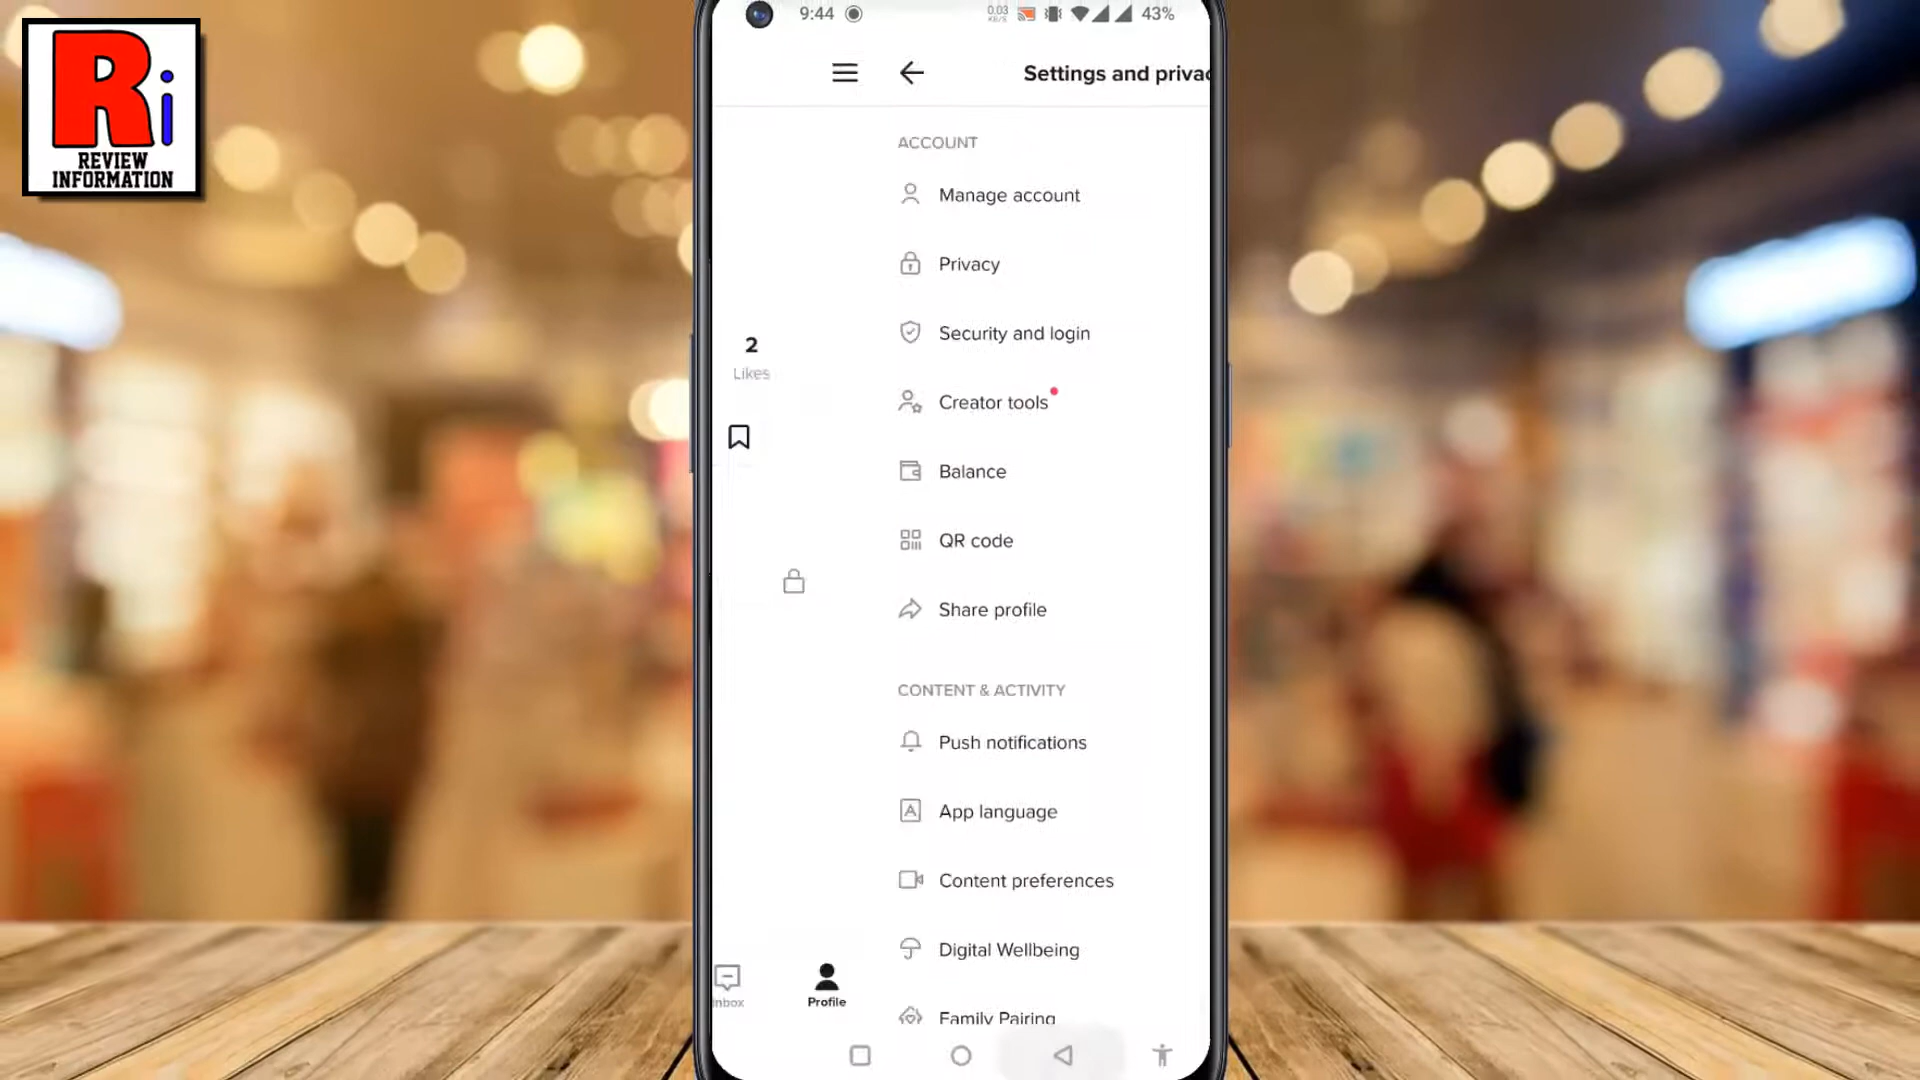 Ri
REVIEW
INFORMATION
9:44
0.03
KB/S
43%
Settings and privac
ACCOUNT
Manage account
Privacy
Security and login
2
Likes
Creator tools
Balance
QR code
Share profile
CONTENT & ACTIVITY
Push notifications
App language
Content preferences
Digital Wellbeing
Family Pairing
Inbox
Profile